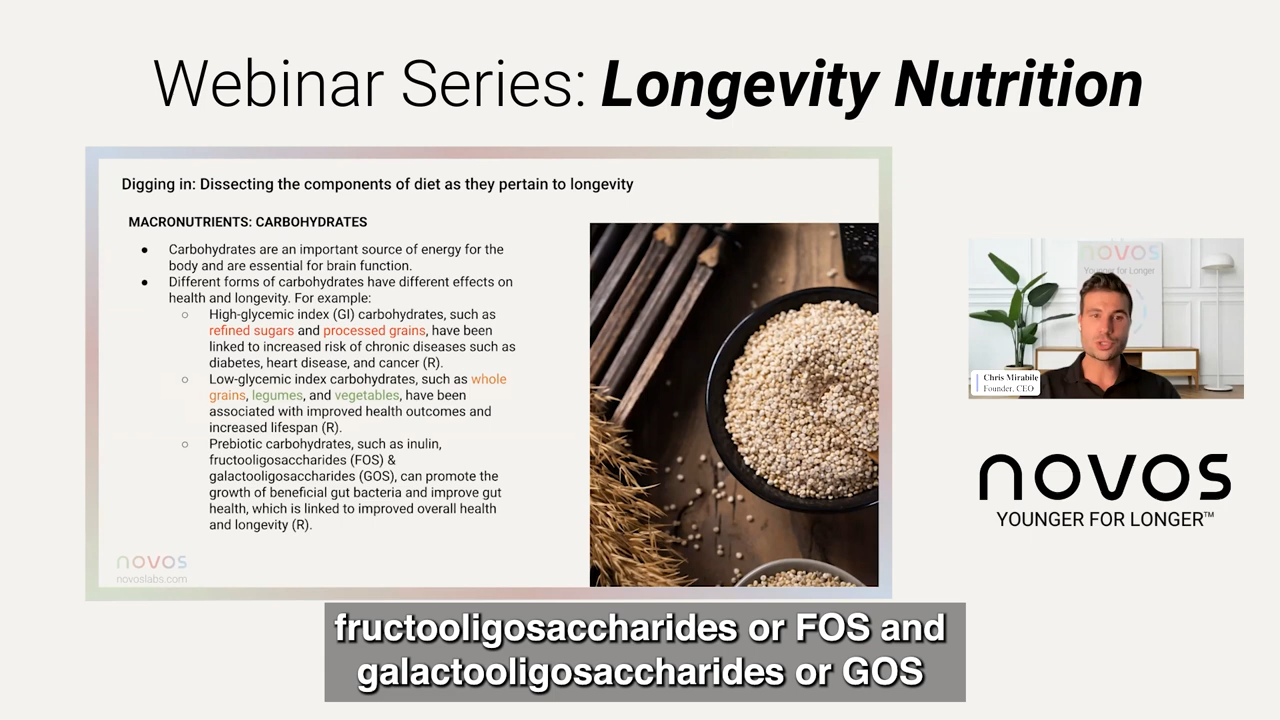 Webinar Series: Longevity Nutrition
Digging in: Dissecting the components of diet as they pertain to longevity
MACRONUTRIENTS: CARBOHYDRATES
● Carbohydrates are an important source of energy for the
body and are essential for brain function.
● Different forms of carbohydrates have different effects on
health and longevity. For example:
○ High-glycemic index (GI) carbohydrates, such as
refined sugars and processed grains, have been
linked to increased risk of chronic diseases such as
diabetes, heart disease, and cancer (R).
○ Low-glycemic index carbohydrates, such as whole
grains, legumes, and vegetables, have been
associated with improved health outcomes and
increased lifespan (R).
○ Prebiotic carbohydrates, such as inulin,
fructooligosaccharides (FOS) &
galactooligosaccharides (GOS), can promote the
growth of beneficial gut bacteria and improve gut
health, which is linked to improved overall health
and longevity (R).
novos
novoslabs.com
novos
Younger for Longer
Chris Mirabile
Founder, CEO
novos
YOUNGER FOR LONGER™
fructooligosaccharides or FOS and
galactooligosaccharides or GOS